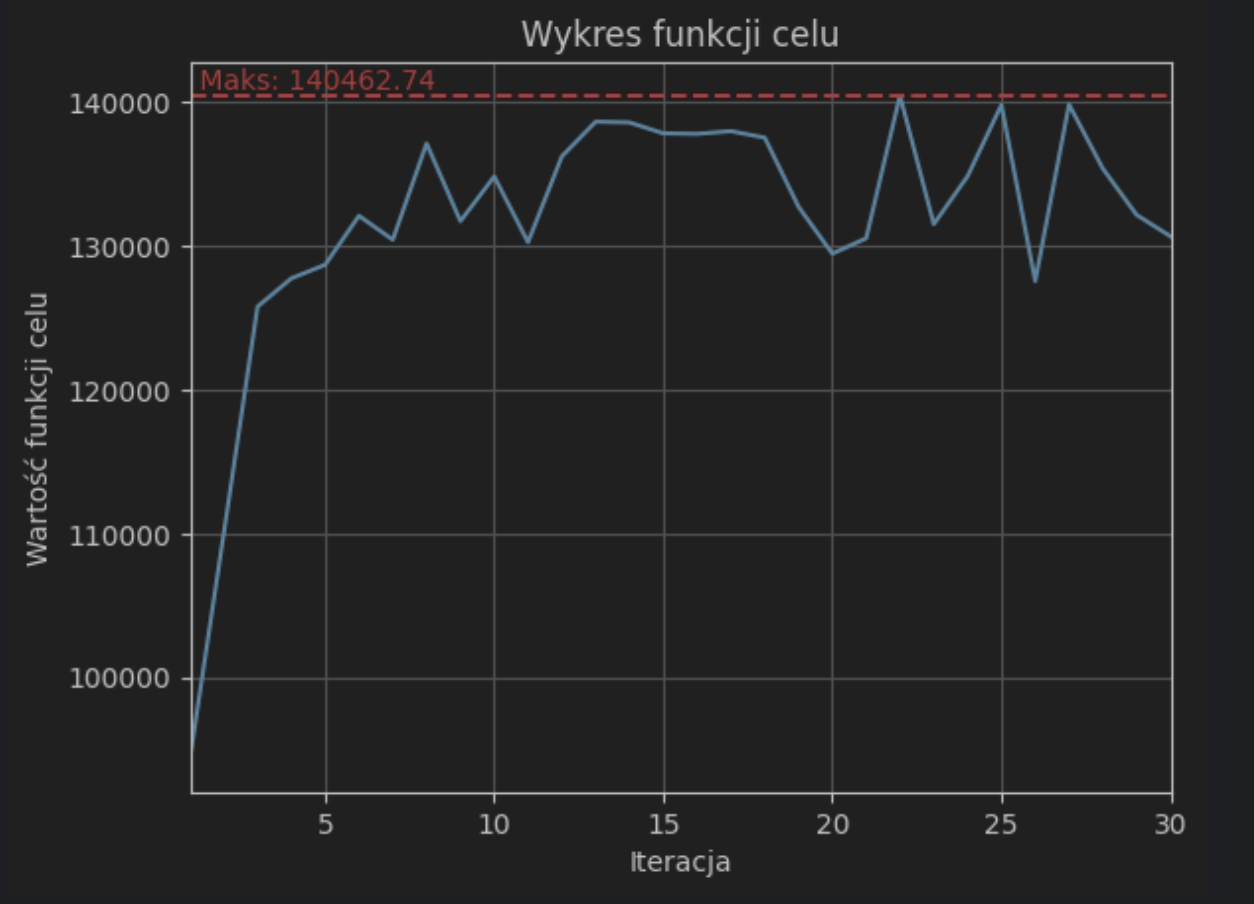 Wykres funkcji celu
Maks: 140462.74
140000
130000
120000
110000
100000
Wartość funkcji celu
5 10 15 20 25 30
Iteracja